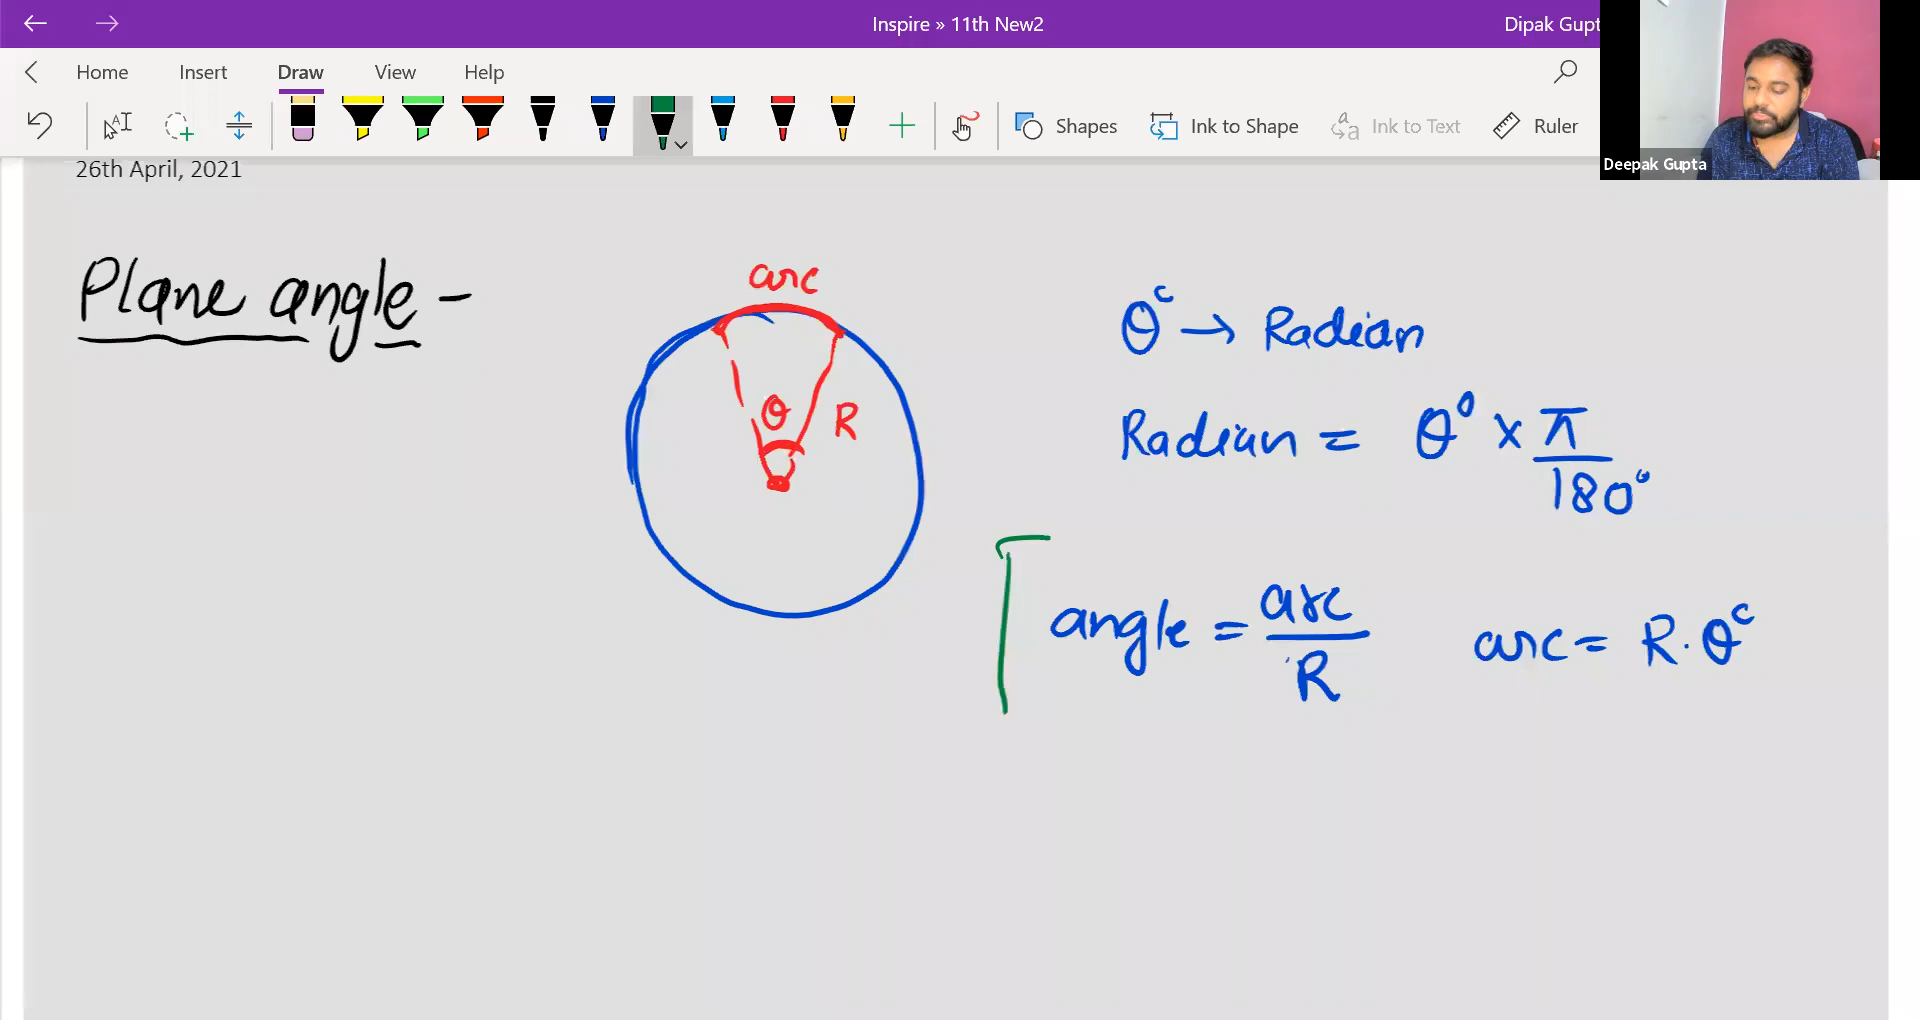 Inspire » 11th New2
Dipak Gupt
Home Insert Draw View Help
Shapes Ink to Shape Ink to Text Ruler
Deepak Gupta
26th April, 2021
Plane angle -
arc
θ
R
θᶜ → Radian
Radian = θ° × π/180°
angle = arc/R
arc = R.θᶜ